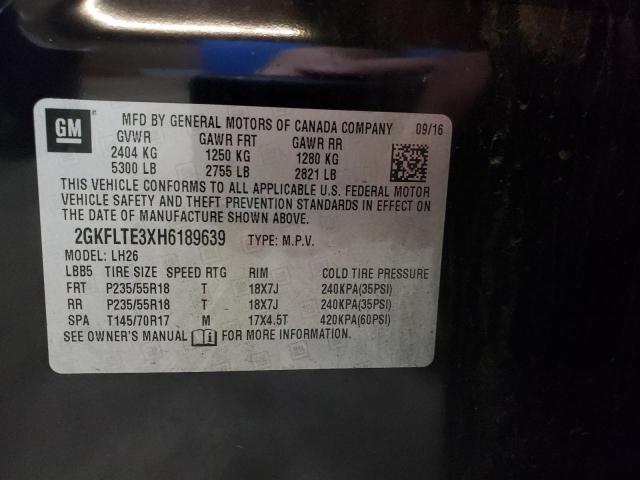 GM
MFD BY GENERAL MOTORS OF CANADA COMPANY 09/16
GVWR GAWR FRT GAWR RR
2404 KG 1250 KG 1280 KG
5300 LB 2755 LB 2821 LB
THIS VEHICLE CONFORMS TO ALL APPLICABLE U.S. FEDERAL MOTOR
VEHICLE SAFETY AND THEFT PREVENTION STANDARDS IN EFFECT ON
THE DATE OF MANUFACTURE SHOWN ABOVE.
2GKFLTE3XH6189639 TYPE: M.P.V.
MODEL: LH26
LBB5 TIRE SIZE SPEED RTG RIM COLD TIRE PRESSURE
FRT P235/55R18 T 18X7J 240KPA(35PSI)
RR P235/55R18 T 18X7J 240KPA(35PSI)
SPA T145/70R17 M 17X4.5T 420KPA(60PSI)
SEE OWNER'S MANUAL FOR MORE INFORMATION